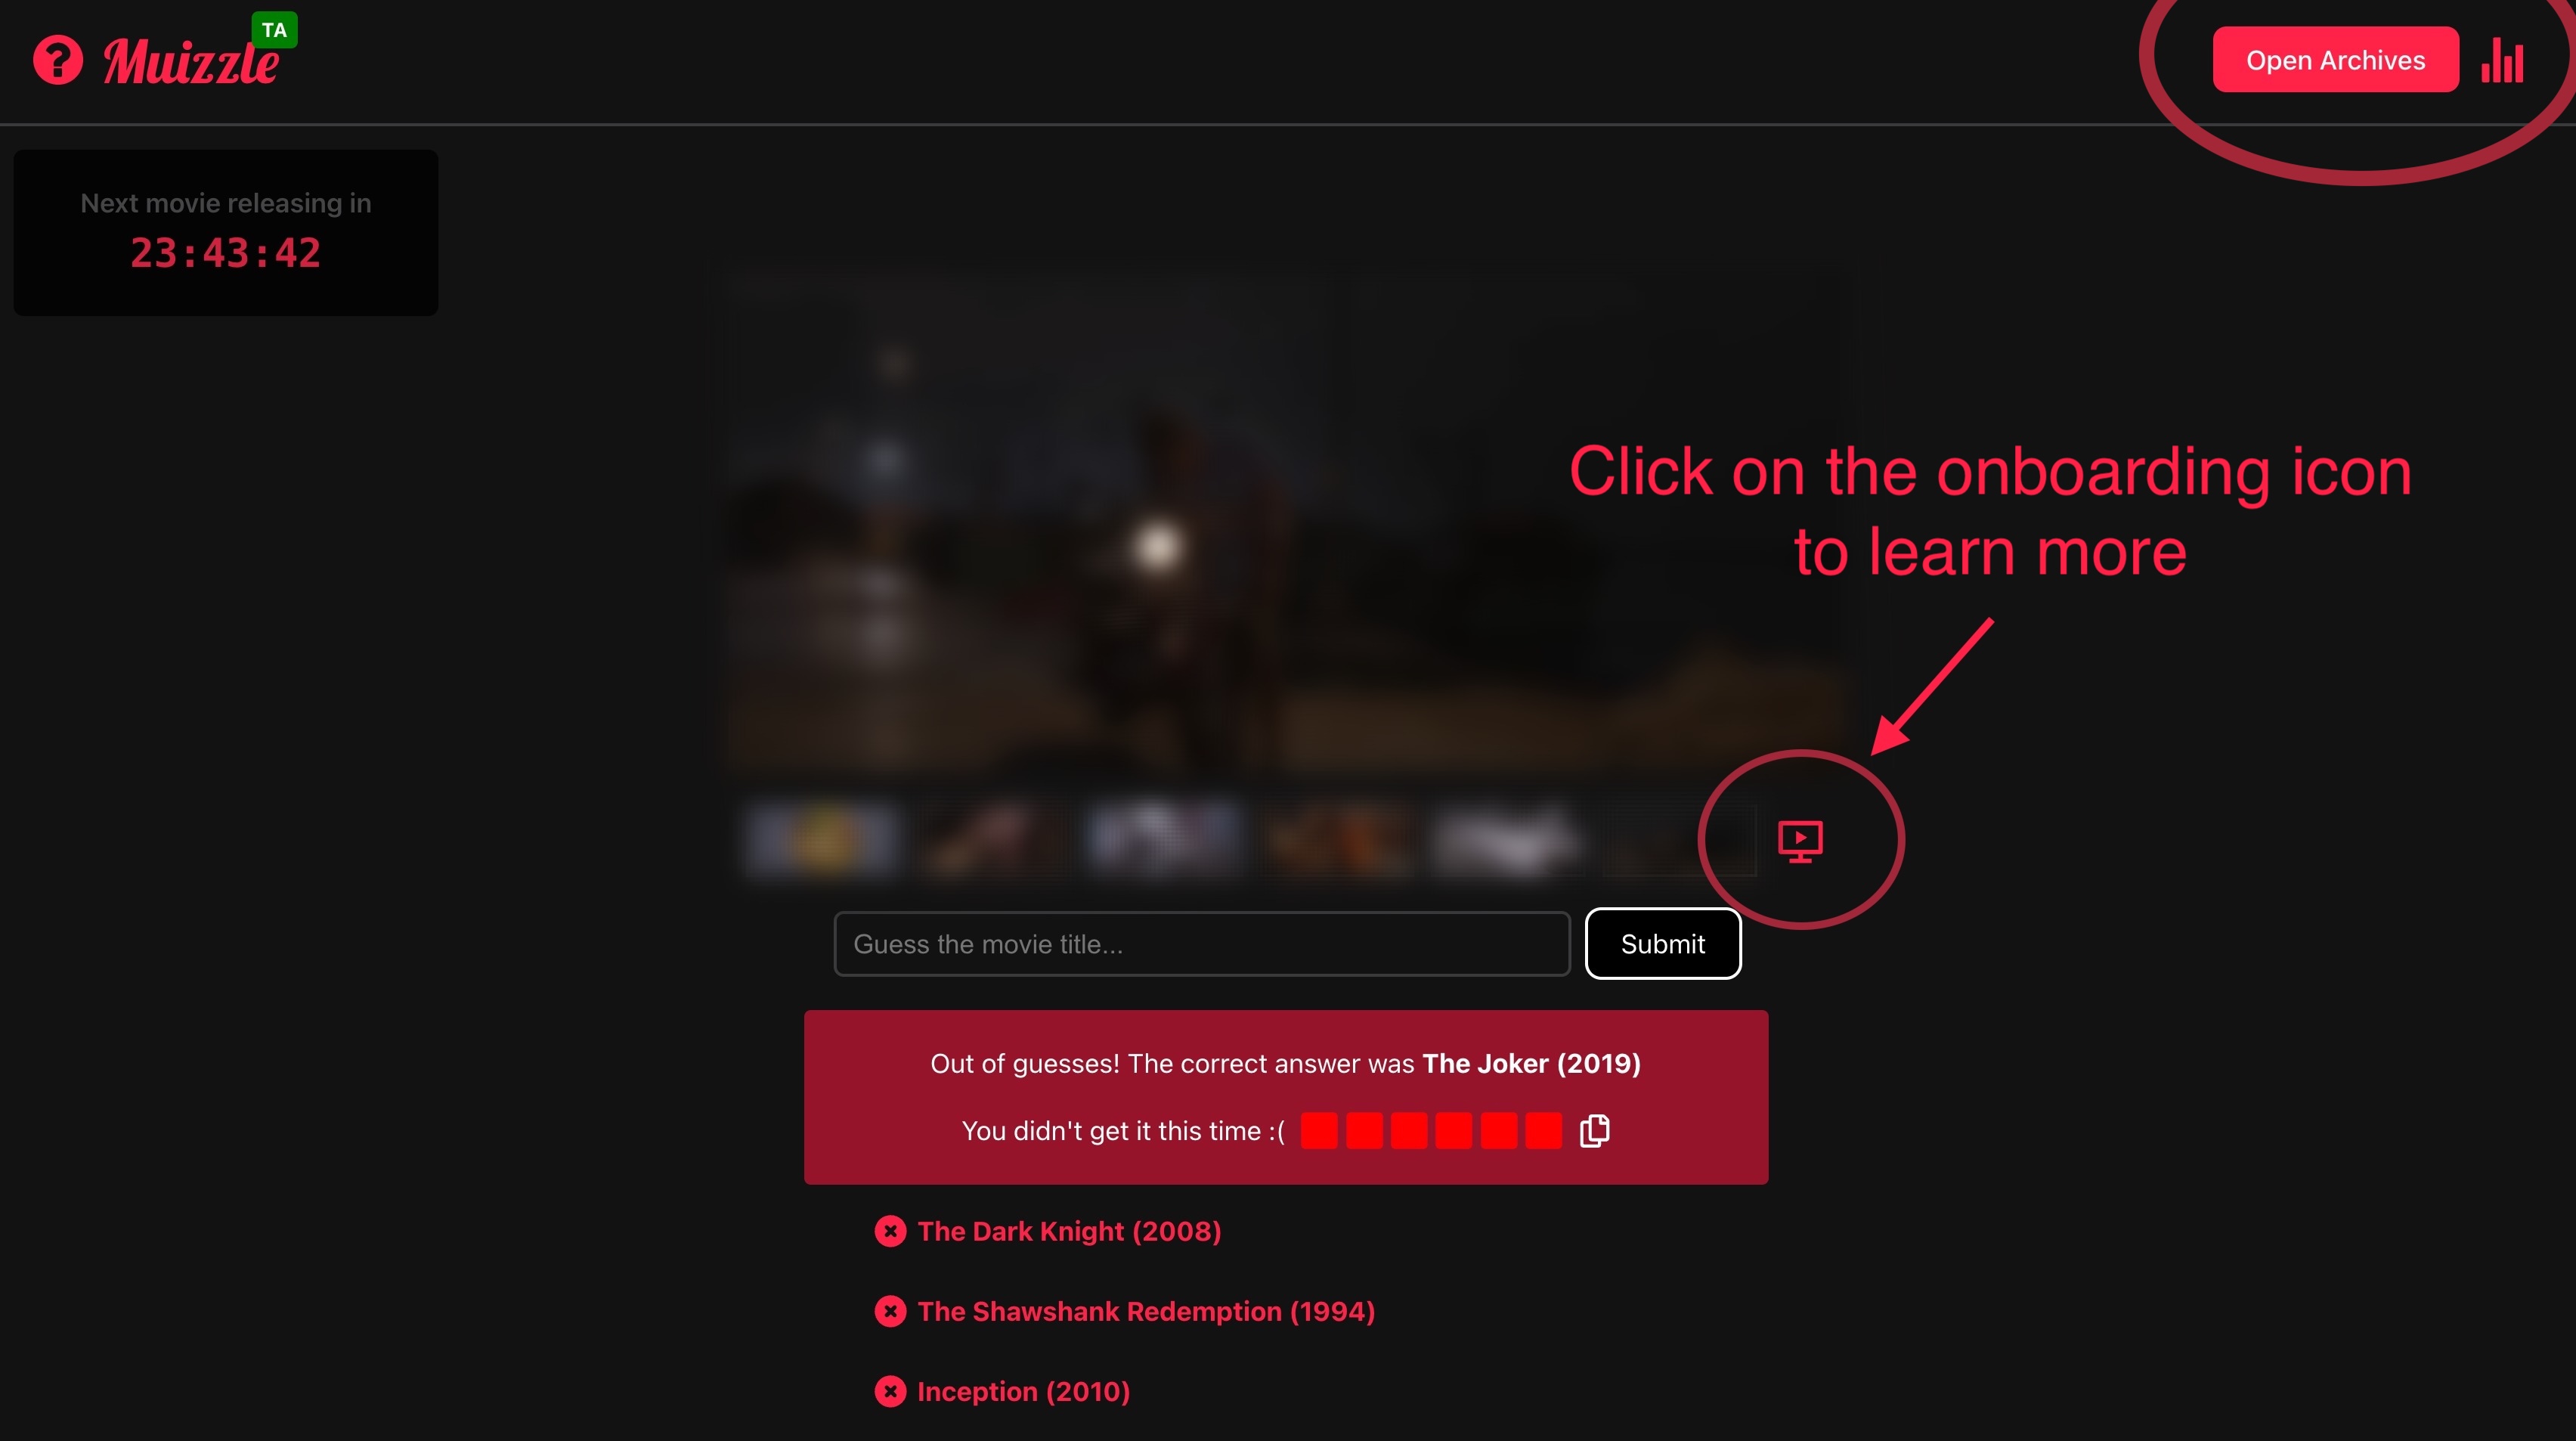 Muizzle
TA
Open Archives
Next movie releasing in
23:43:42
Click on the onboarding icon
to learn more
Guess the movie title...
Submit
Out of guesses! The correct answer was The Joker (2019)
You didn't get it this time :(
The Dark Knight (2008)
The Shawshank Redemption (1994)
Inception (2010)